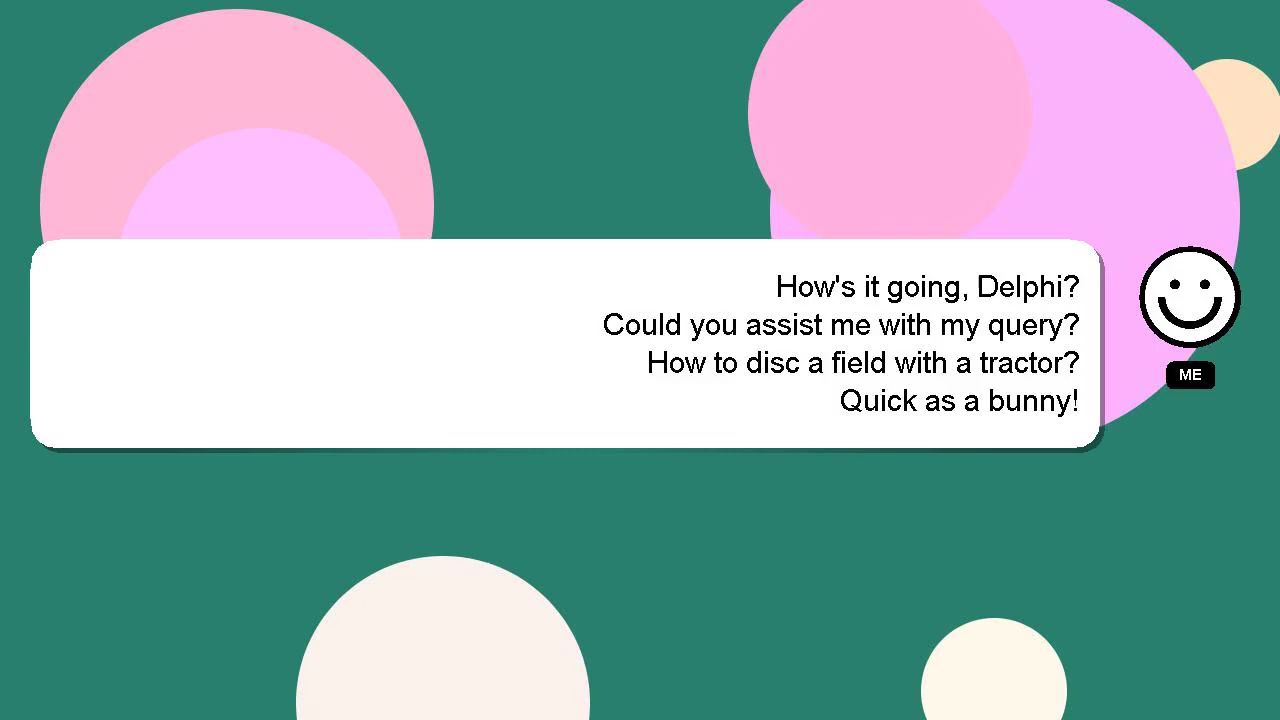 How's it going, Delphi?
Could you assist me with my query?
How to disc a field with a tractor?
Quick as a bunny!
ME